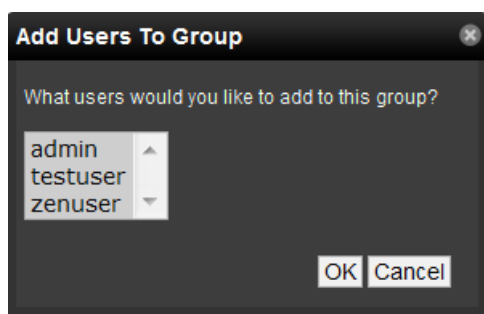 Add Users To Group
What users would you like to add to this group?
admin
testuser
zenuser
OK Cancel